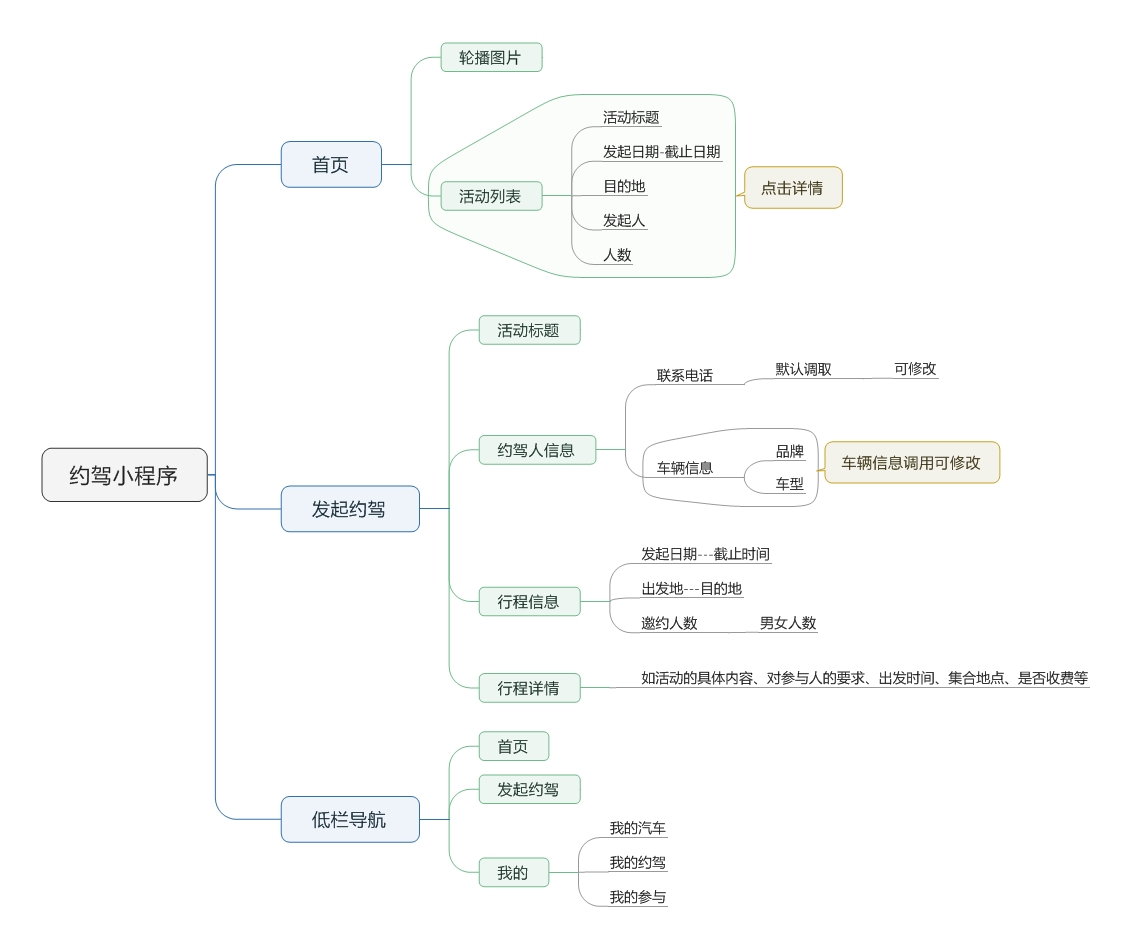 约驾小程序
首页
轮播图片
活动列表
活动标题
发起日期-截止日期
目的地
发起人
人数
点击详情
发起约驾
活动标题
约驾人信息
联系电话
默认调取
可修改
车辆信息
品牌
车型
车辆信息调用可修改
行程信息
发起日期---截止时间
出发地---目的地
邀约人数
男女人数
行程详情
如活动的具体内容、对参与人的要求、出发时间、集合地点、是否收费等
低栏导航
首页
发起约驾
我的
我的汽车
我的约驾
我的参与